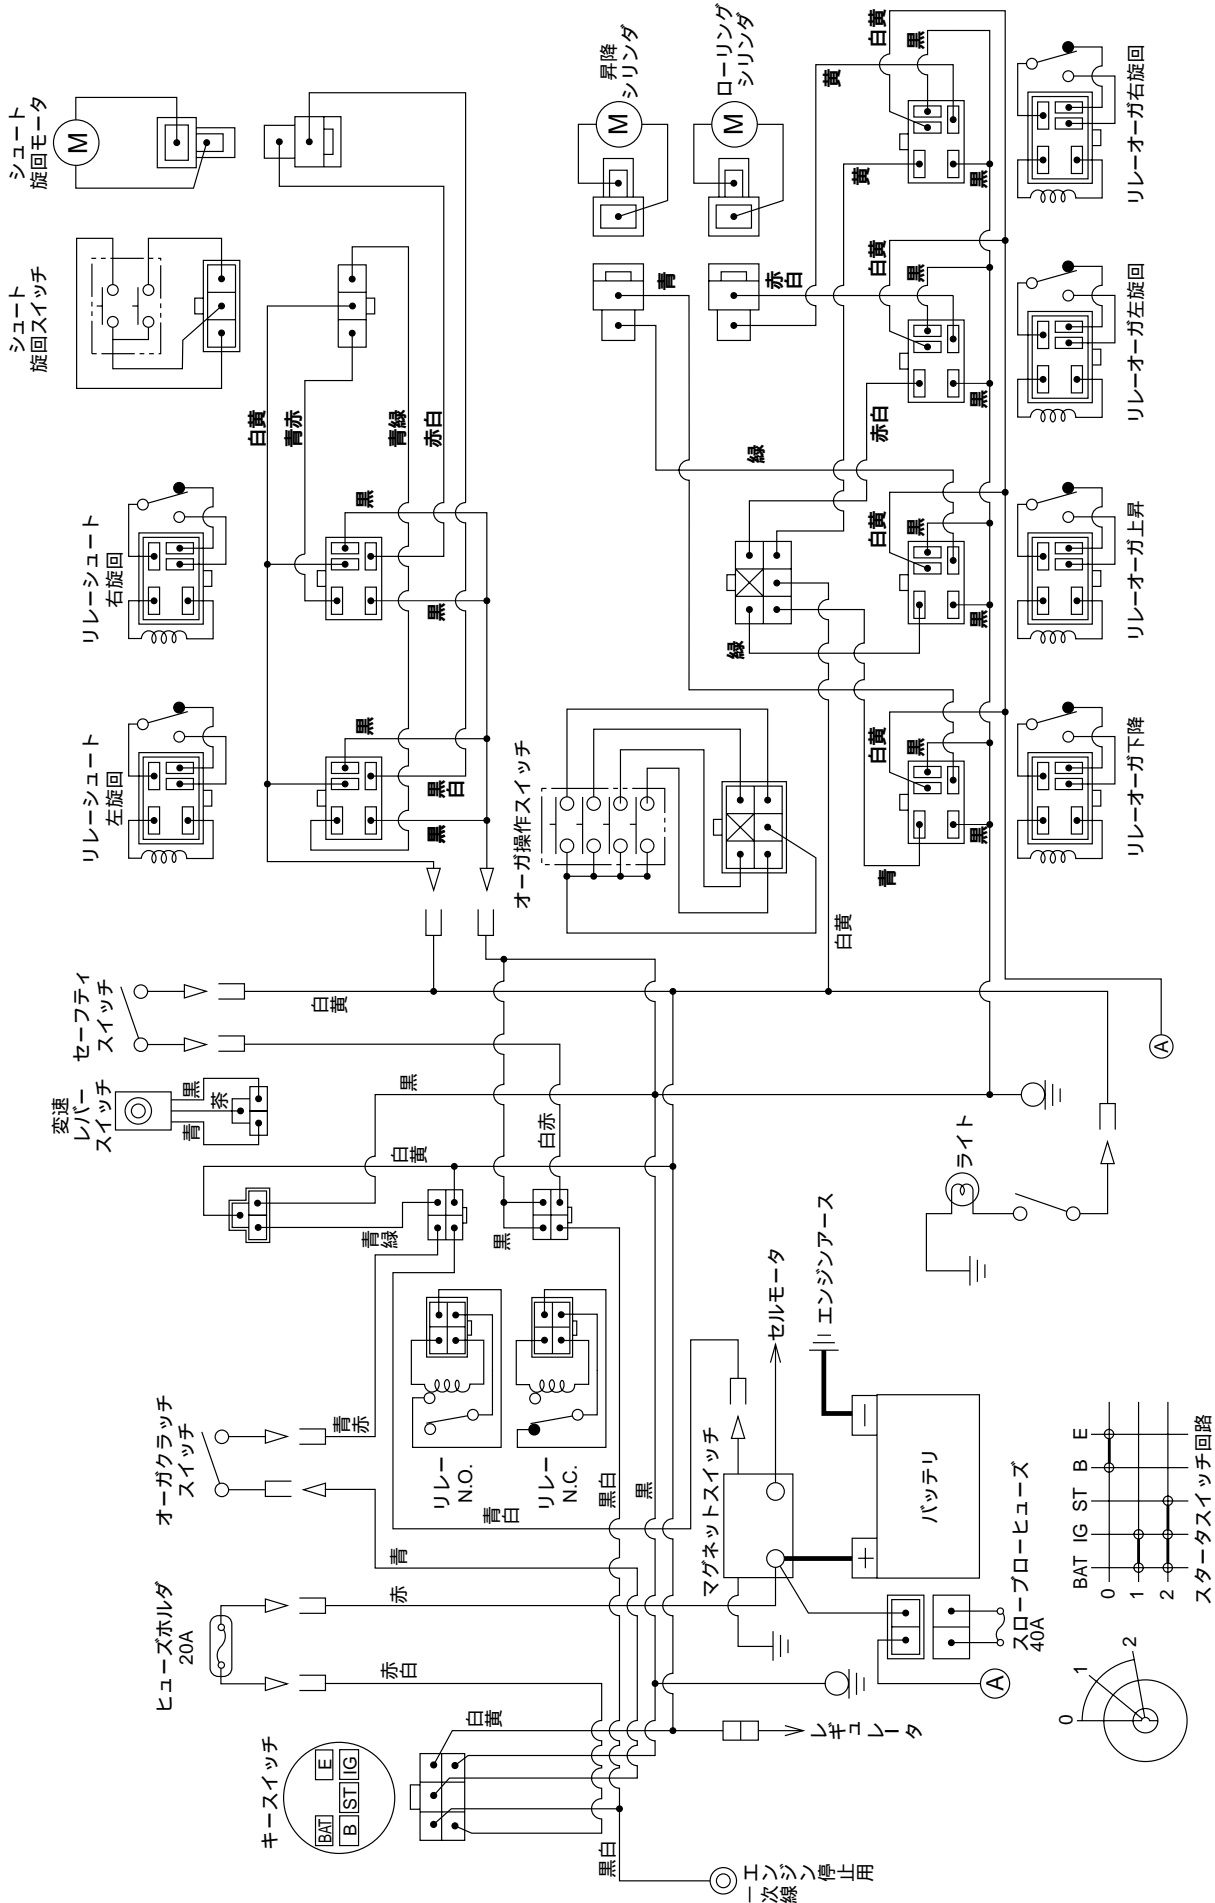 シュート
旋回モータ
M
シュート
旋回スイッチ
リレーシュート
右旋回
リレーシュート
左旋回
白黄
青赤
青緑
赤白
黒
黒
黒
黒白
黒
昇降
シリンダ
M
ローリング
シリンダ
M
青
赤白
黄
黄
白黄
黒
黒
白黄
黒
黒
赤白
緑
緑
白黄
黒
黒
白黄
黒
黒
青
リレーオーガ右旋回
リレーオーガ左旋回
リレーオーガ上昇
リレーオーガ下降
オーガ操作スイッチ
白黄
セーフティ
スイッチ
白黄
変速
レバー
スイッチ
黒
茶
青
黒
白黄
白赤
青緑
黒
オーガクラッチ
スイッチ
青赤
リレー
N.O.
リレー
N.C.
青白
黒白
黒
青
ヒューズホルダ
20A
赤
赤白
キースイッチ
BAT
E
B
ST
IG
白黄
黒白
エンジン停止用
一次線
レギュレータ
マグネットスイッチ
セルモータ
エンジンアース
バッテリ
+
−
ライト
A
A
スローブローヒューズ
40A
BAT IG ST B E
0
1
2
スタータスイッチ回路
0
1
2